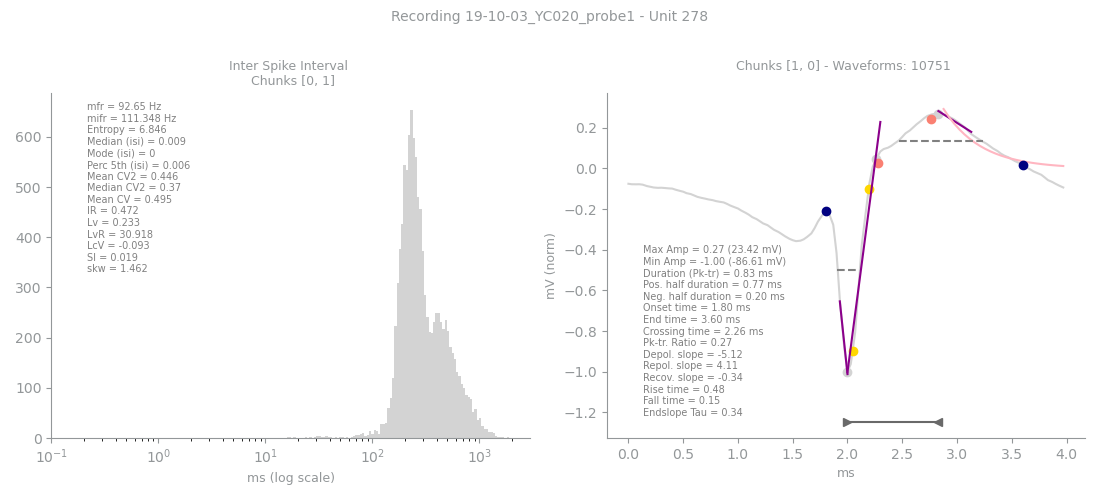 Recording 19-10-03_YC020_probe1 - Unit 278
Inter Spike Interval
Chunks [0, 1]
mfr = 92.65 Hz
mifr = 111.348 Hz
Entropy = 6.846
Median (isi) = 0.009
Mode (isi) = 0
Perc 5th (isi) = 0.006
Mean CV2 = 0.446
Median CV2 = 0.37
Mean CV = 0.495
IR = 0.472
Lv = 0.233
LvR = 30.918
LcV = -0.093
SI = 0.019
skw = 1.462
600
500
400
300
200
100
0
10⁻¹ 10⁰ 10¹ 10² 10³
ms (log scale)
Chunks [1, 0] - Waveforms: 10751
mV (norm)
0.2
0.0
−0.2
−0.4
−0.6
−0.8
−1.0
−1.2
Max Amp = 0.27 (23.42 mV)
Min Amp = -1.00 (-86.61 mV)
Duration (Pk-tr) = 0.83 ms
Pos. half duration = 0.77 ms
Neg. half duration = 0.20 ms
Onset time = 1.80 ms
End time = 3.60 ms
Crossing time = 2.26 ms
Pk-tr. Ratio = 0.27
Depol. slope = -5.12
Repol. slope = 4.11
Recov. slope = -0.34
Rise time = 0.48
Fall time = 0.15
Endslope Tau = 0.34
0.0 0.5 1.0 1.5 2.0 2.5 3.0 3.5 4.0
ms